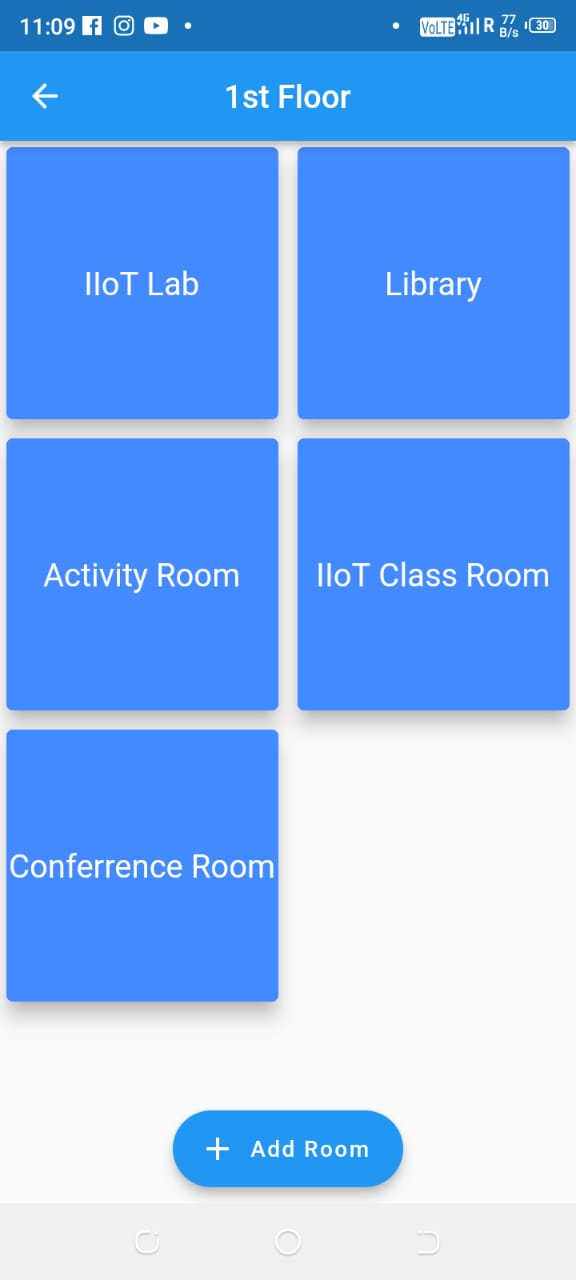 11:09
VoLTE 4G R 77 B/s 30
1st Floor
IIoT Lab
Library
Activity Room
IIoT Class Room
Conferrence Room
+ Add Room